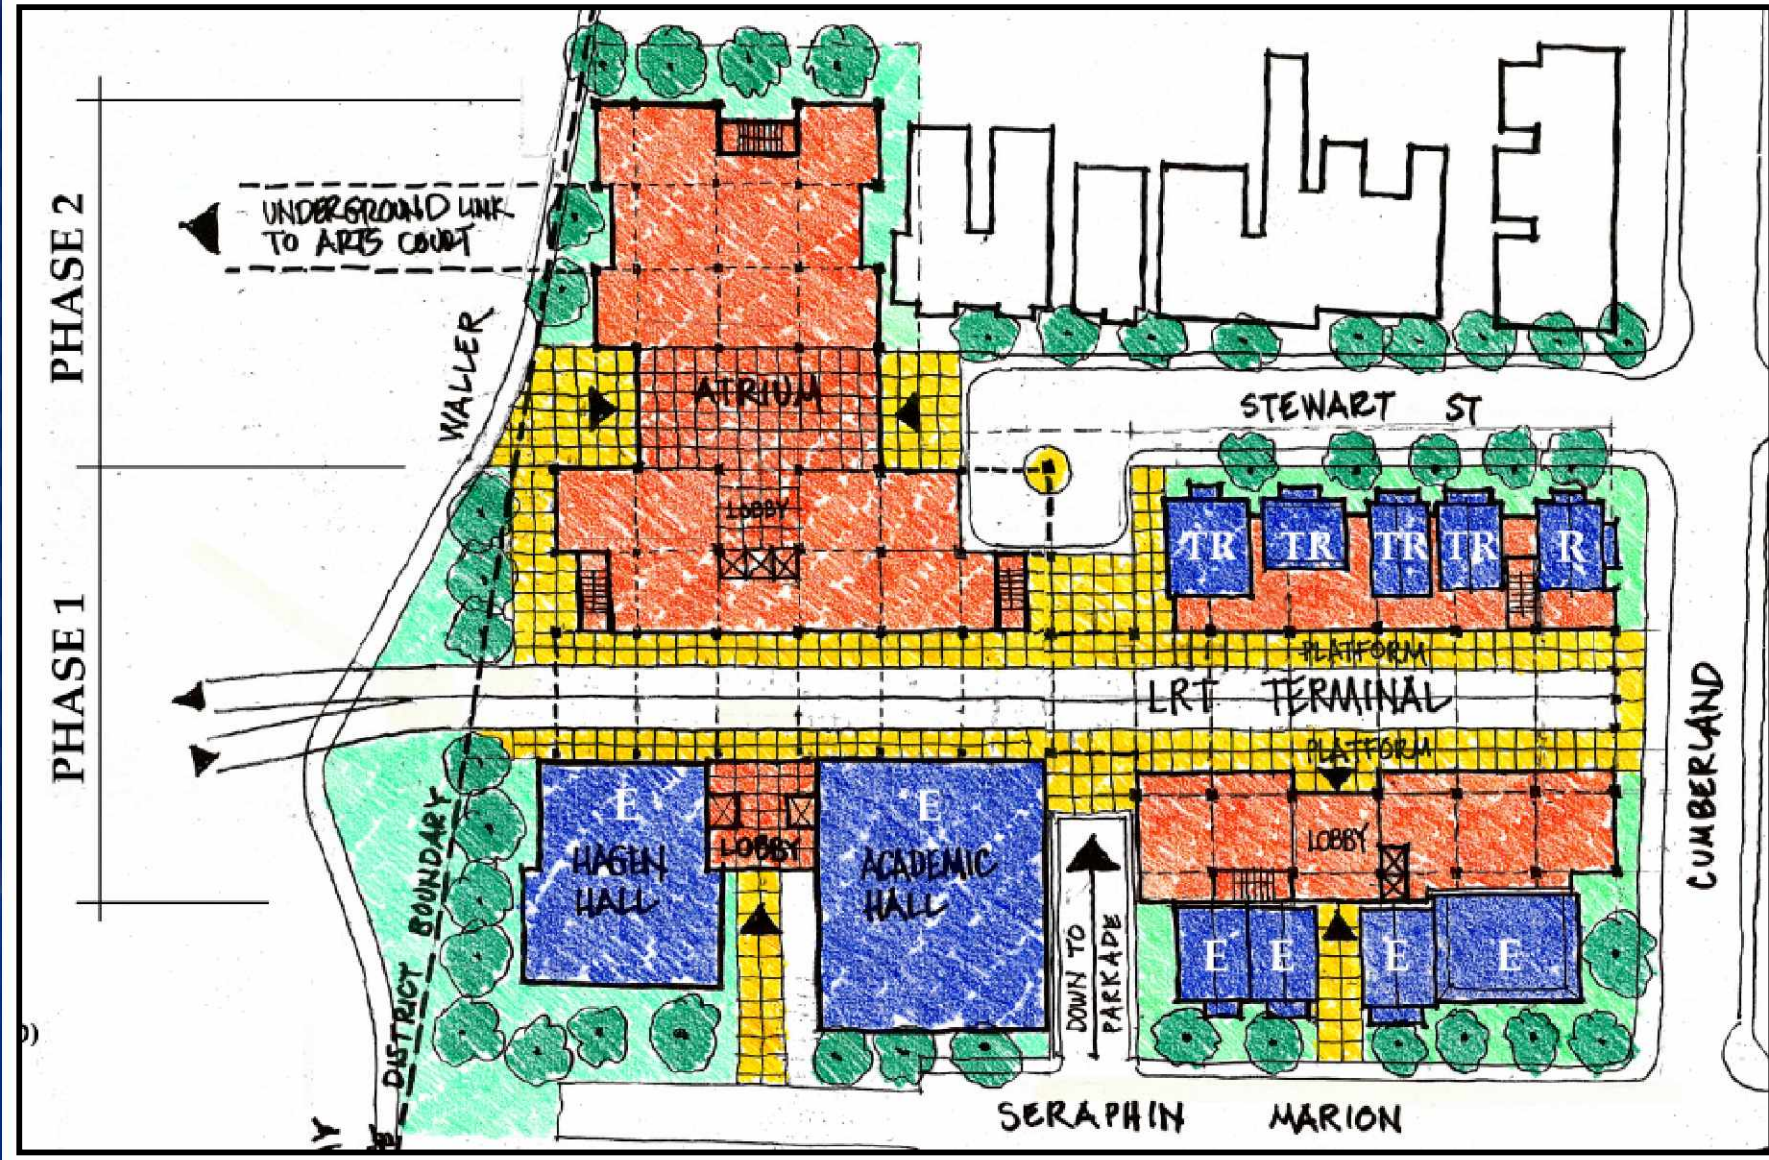 PHASE 2
UNDERGROUND LINK
TO ARTS COURT
WALLER
ATRIUM
STEWART ST
LOBBY
TR
TR
TR
TR
R
PHASE 1
PLATFORM
LRT TERMINAL
PLATFORM
CUMBERLAND
E
HAGEN
HALL
LOBBY
E
ACADEMIC
HALL
LOBBY
DOWN TO
PARKADE
E
E
E
E
DISTRICT BOUNDARY
SERAPHIN MARION